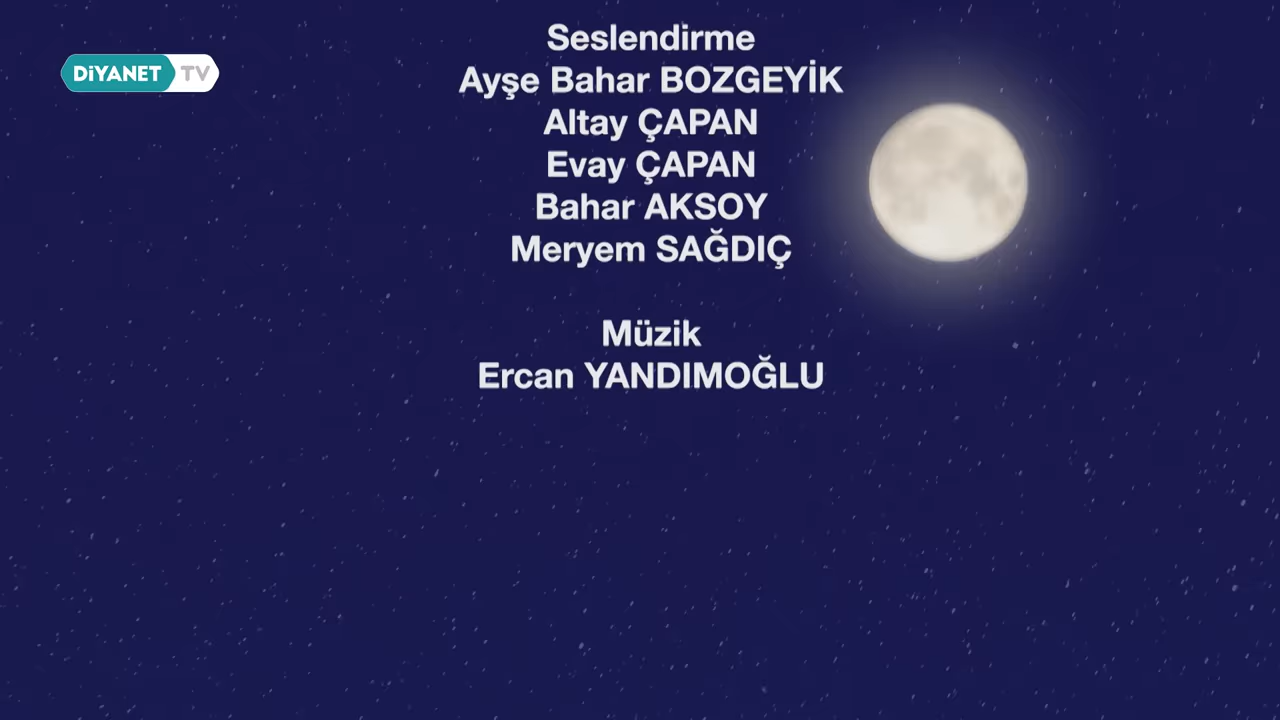 DİYANET TV
Seslendirme
Ayşe Bahar BOZGEYİK
Altay ÇAPAN
Evay ÇAPAN
Bahar AKSOY
Meryem SAĞDIÇ
Müzik
Ercan YANDIMOĞLU